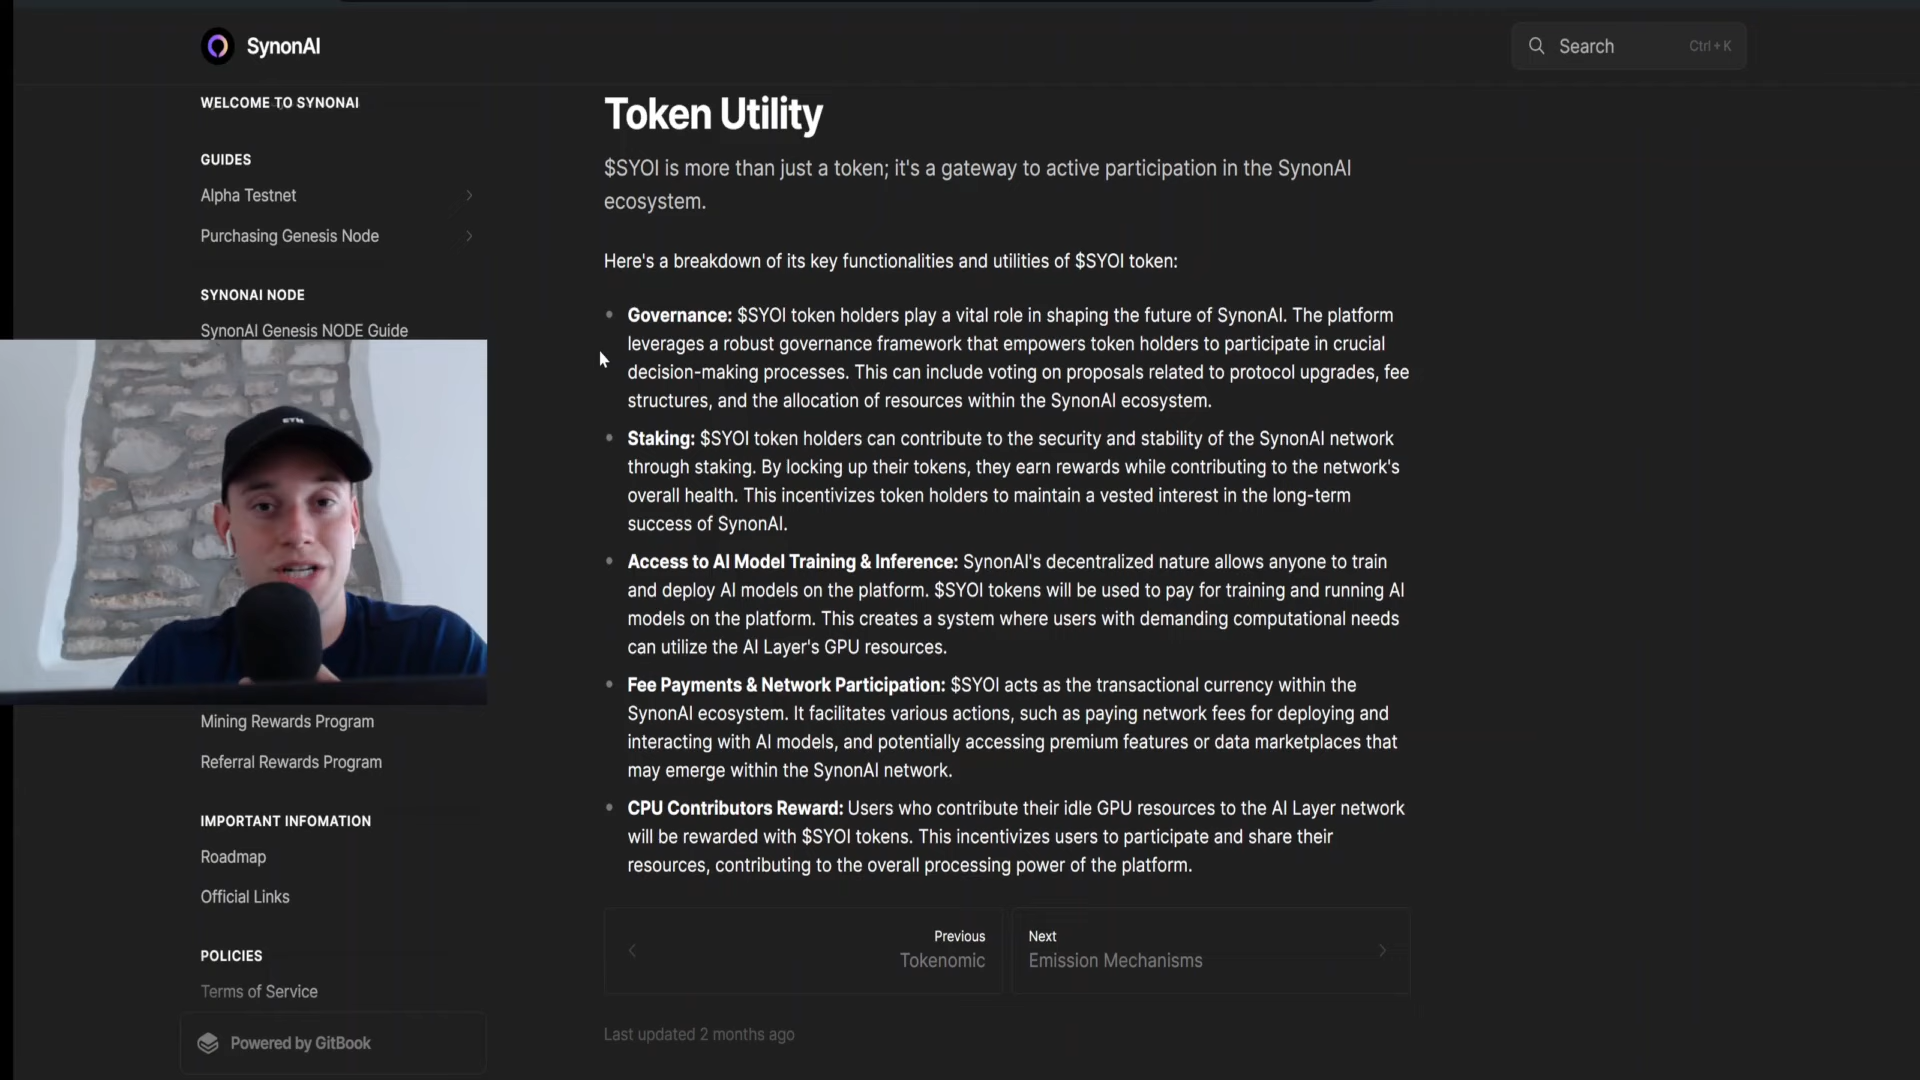 SynonAI
Search
Ctrl + K
WELCOME TO SYNONAI
GUIDES
Alpha Testnet
Purchasing Genesis Node
SYNONAI NODE
SynonAI Genesis NODE Guide
Mining Rewards Program
Referral Rewards Program
IMPORTANT INFOMATION
Roadmap
Official Links
POLICIES
Terms of Service
Powered by GitBook
Token Utility
$SYOI is more than just a token; it's a gateway to active participation in the SynonAI
ecosystem.
Here's a breakdown of its key functionalities and utilities of $SYOI token:
Governance: $SYOI token holders play a vital role in shaping the future of SynonAI. The platform
leverages a robust governance framework that empowers token holders to participate in crucial
decision-making processes. This can include voting on proposals related to protocol upgrades, fee
structures, and the allocation of resources within the SynonAI ecosystem.
Staking: $SYOI token holders can contribute to the security and stability of the SynonAI network
through staking. By locking up their tokens, they earn rewards while contributing to the network's
overall health. This incentivizes token holders to maintain a vested interest in the long-term
success of SynonAI.
Access to AI Model Training & Inference: SynonAI's decentralized nature allows anyone to train
and deploy AI models on the platform. $SYOI tokens will be used to pay for training and running AI
models on the platform. This creates a system where users with demanding computational needs
can utilize the AI Layer's GPU resources.
Fee Payments & Network Participation: $SYOI acts as the transactional currency within the
SynonAI ecosystem. It facilitates various actions, such as paying network fees for deploying and
interacting with AI models, and potentially accessing premium features or data marketplaces that
may emerge within the SynonAI network.
CPU Contributors Reward: Users who contribute their idle GPU resources to the AI Layer network
will be rewarded with $SYOI tokens. This incentivizes users to participate and share their
resources, contributing to the overall processing power of the platform.
Previous
Tokenomic
Next
Emission Mechanisms
Last updated 2 months ago